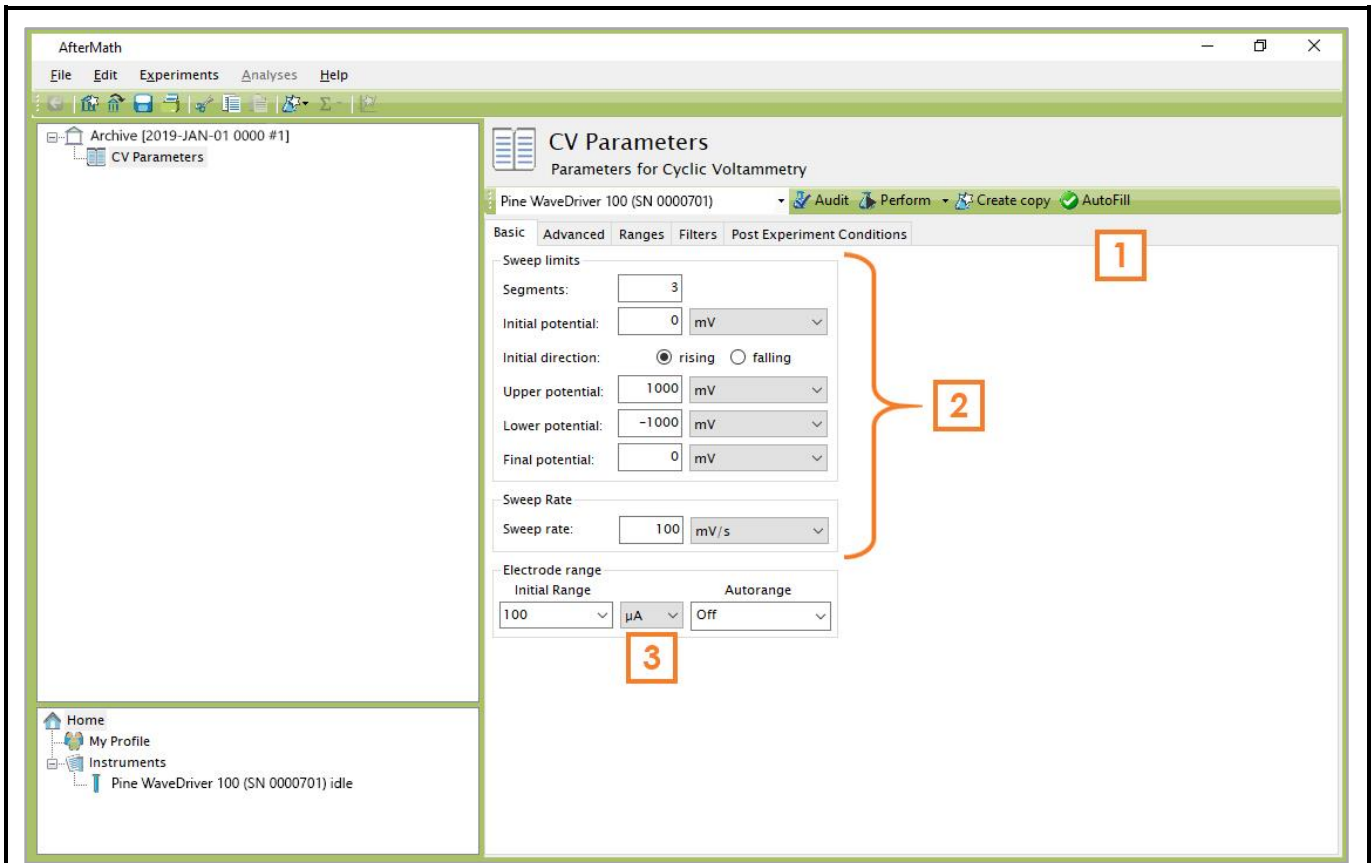 AfterMath
File Edit Experiments Analyses Help
Archive [2019-JAN-01 0000 #1]
CV Parameters
CV Parameters
Parameters for Cyclic Voltammetry
Pine WaveDriver 100 (SN 0000701) Audit Perform Create copy AutoFill
Basic Advanced Ranges Filters Post Experiment Conditions
1
Sweep limits
Segments: 3
Initial potential: 0 mV
Initial direction: rising falling
Upper potential: 1000 mV
2
Lower potential: -1000 mV
Final potential: 0 mV
Sweep Rate
Sweep rate: 100 mV/s
Electrode range
Initial Range Autorange
100 µA Off
3
Home
My Profile
Instruments
Pine WaveDriver 100 (SN 0000701) idle